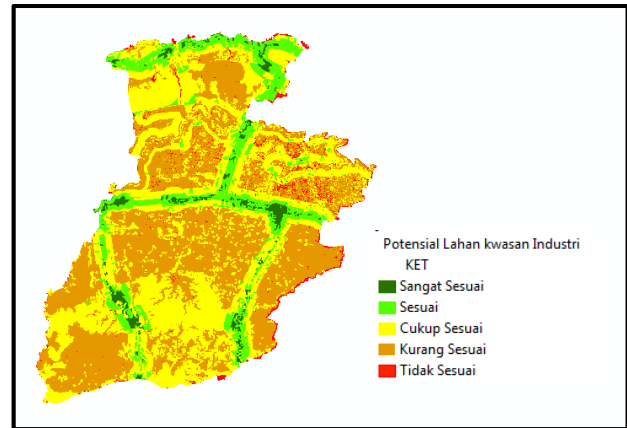 Potensial Lahan kwasan Industri
KET
Sangat Sesuai
Sesuai
Cukup Sesuai
Kurang Sesuai
Tidak Sesuai